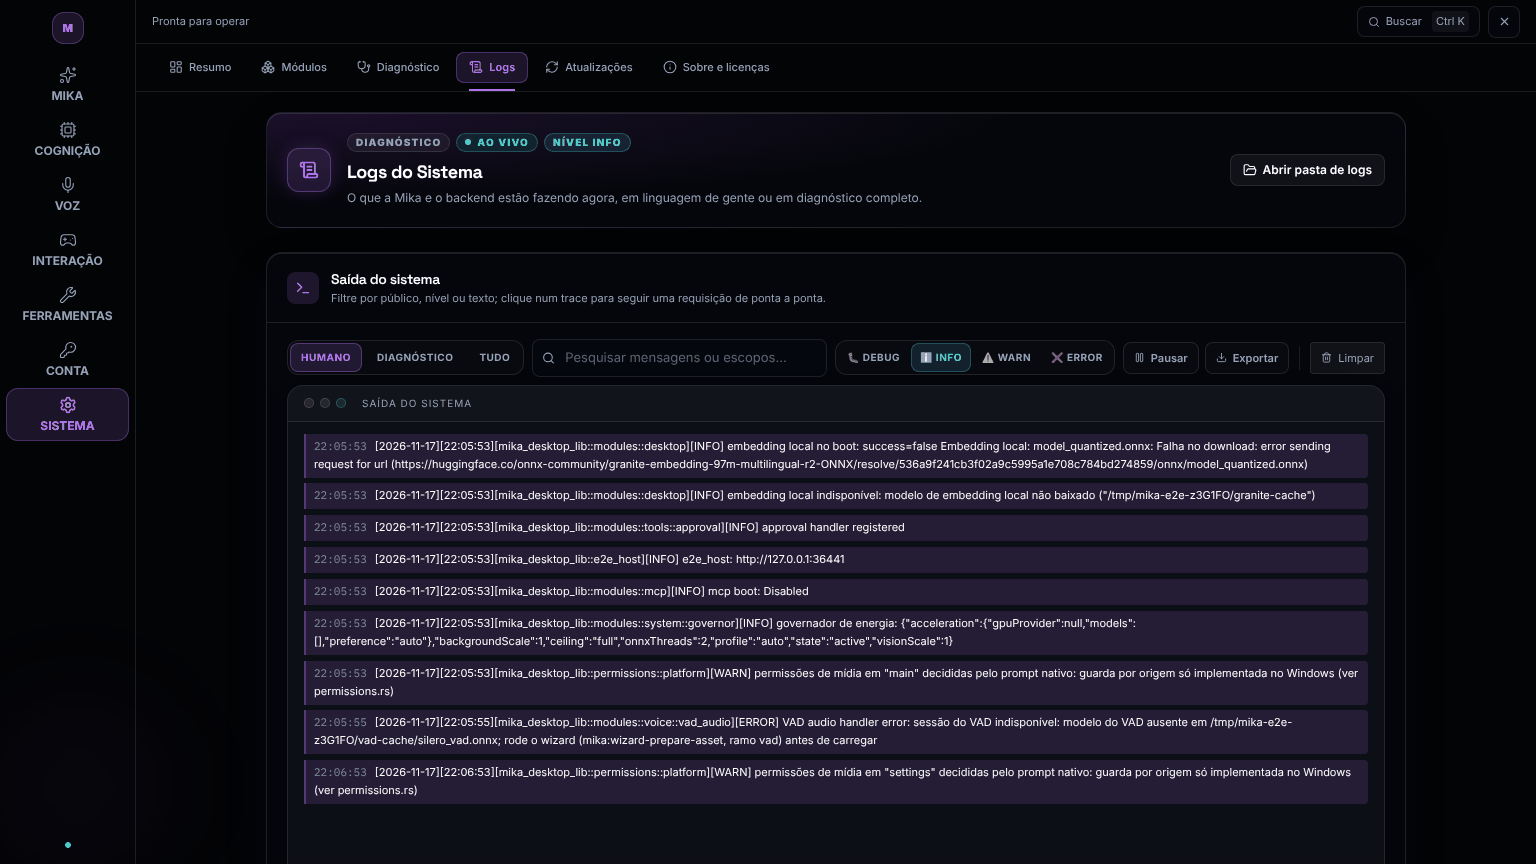 M
Pronta para operar
Buscar Ctrl K
MIKA
COGNIÇÃO
VOZ
INTERAÇÃO
FERRAMENTAS
CONTA
SISTEMA
Resumo
Módulos
Diagnóstico
Logs
Atualizações
Sobre e licenças
DIAGNÓSTICO
AO VIVO
NÍVEL INFO
Logs do Sistema
O que a Mika e o backend estão fazendo agora, em linguagem de gente ou em diagnóstico completo.
Abrir pasta de logs
Saída do sistema
Filtre por público, nível ou texto; clique num trace para seguir uma requisição de ponta a ponta.
HUMANO
DIAGNÓSTICO
TUDO
Pesquisar mensagens ou escopos...
DEBUG
INFO
WARN
ERROR
Pausar
Exportar
Limpar
SAÍDA DO SISTEMA
22:05:53 [2026-11-17][22:05:53][mika_desktop_lib::modules::desktop][INFO] embedding local no boot: success=false Embedding local: model_quantized.onnx: Falha no download: error sending
request for url (https://huggingface.co/onnx-community/granite-embedding-97m-multilingual-r2-ONNX/resolve/536a9f241cb3f02a9c5995a1e708c784bd274859/onnx/model_quantized.onnx)
22:05:53 [2026-11-17][22:05:53][mika_desktop_lib::modules::desktop][INFO] embedding local indisponível: modelo de embedding local não baixado ("/tmp/mika-e2e-z3G1FO/granite-cache")
22:05:53 [2026-11-17][22:05:53][mika_desktop_lib::modules::tools::approval][INFO] approval handler registered
22:05:53 [2026-11-17][22:05:53][mika_desktop_lib::e2e_host][INFO] e2e_host: http://127.0.0.1:36441
22:05:53 [2026-11-17][22:05:53][mika_desktop_lib::modules::mcp][INFO] mcp boot: Disabled
22:05:53 [2026-11-17][22:05:53][mika_desktop_lib::modules::system::governor][INFO] governador de energia: {"acceleration":{"gpuProvider":null,"models":
[],"preference":"auto"},"backgroundScale":1,"ceiling":"full","onnxThreads":2,"profile":"auto","state":"active","visionScale":1}
22:05:53 [2026-11-17][22:05:53][mika_desktop_lib::permissions::platform][WARN] permissões de mídia em "main" decididas pelo prompt nativo: guarda por origem só implementada no Windows (ver
permissions.rs)
22:05:55 [2026-11-17][22:05:55][mika_desktop_lib::modules::voice::vad_audio][ERROR] VAD audio handler error: sessão do VAD indisponível: modelo do VAD ausente em /tmp/mika-e2e-
z3G1FO/vad-cache/silero_vad.onnx; rode o wizard (mika:wizard-prepare-asset, ramo vad) antes de carregar
22:06:53 [2026-11-17][22:06:53][mika_desktop_lib::permissions::platform][WARN] permissões de mídia em "settings" decididas pelo prompt nativo: guarda por origem só implementada no Windows
(ver permissions.rs)